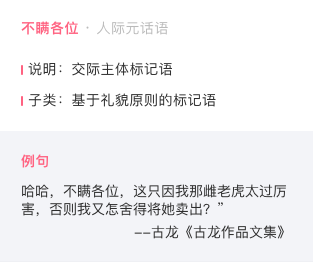 不瞒各位 · 人际元话语
说明：交际主体标记语
子类：基于礼貌原则的标记语
例句
哈哈，不瞒各位，这只因我那雌老虎太过厉
害，否则我又怎舍得将她卖出？”
--古龙《古龙作品文集》